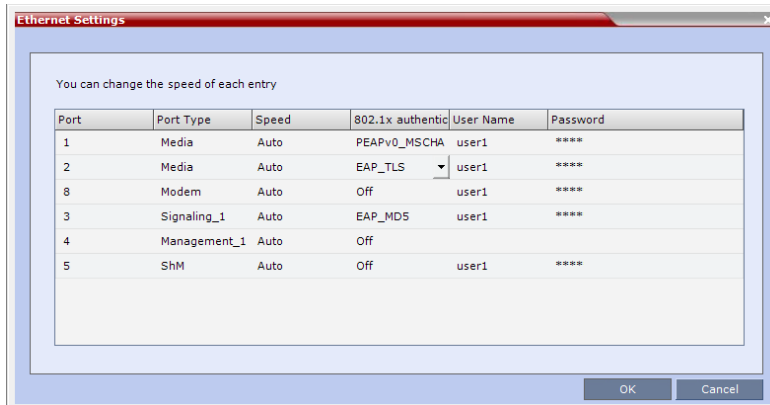 Ethernet Settings
You can change the speed of each entry
Port Port Type Speed 802.1x authentic User Name Password
1 Media Auto PEAPv0_MSCHA user1 ****
2 Media Auto EAP_TLS user1 ****
8 Modem Auto Off user1 ****
3 Signaling_1 Auto EAP_MD5 user1 ****
4 Management_1 Auto Off
5 ShM Auto Off user1 ****
OK Cancel